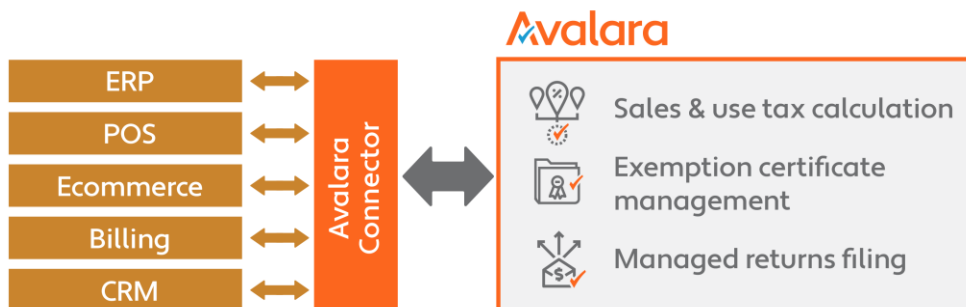 Avalara
ERP
POS
Ecommerce
Billing
CRM
Avalara
Connector
Sales & use tax calculation
Exemption certificate
management
Managed returns filing